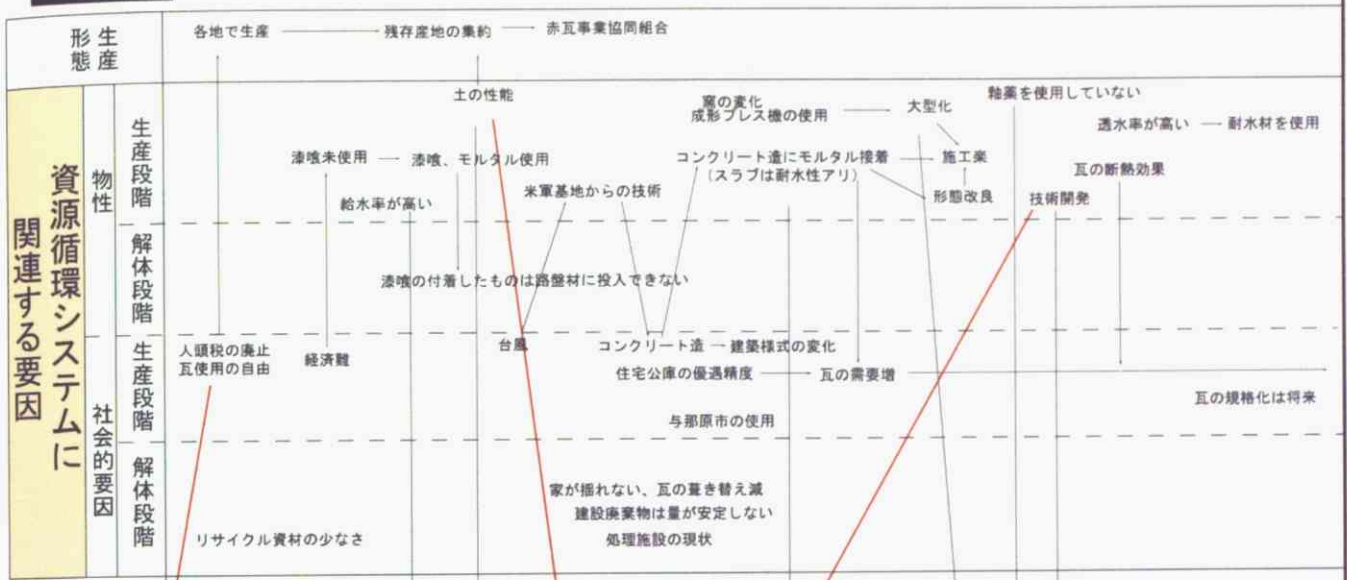 生産形態
各地で生産 → 残存産地の集約 → 赤瓦事業協同組合
資源循環システムに関連する要因
物性
生産段階
土の性能
窯の変化
成形プレス機の使用 → 大型化
釉薬を使用していない
透水率が高い → 耐水材を使用
漆喰未使用 → 漆喰、モルタル使用
コンクリート造にモルタル接着 → 施工楽
(スラブは耐水性アリ)
瓦の断熱効果
米軍基地からの技術
形態改良
技術開発
給水率が高い
解体段階
漆喰の付着したものは路盤材に投入できない
社会的要因
生産段階
人頭税の廃止
瓦使用の自由
経済難
台風
コンクリート造 → 建築様式の変化
住宅公庫の優遇精度 → 瓦の需要増
瓦の規格化は将来
与那原市の使用
解体段階
家が揺れない、瓦の葺き替え減
建設廃棄物は量が安定しない
リサイクル資材の少なさ
処理施設の現状